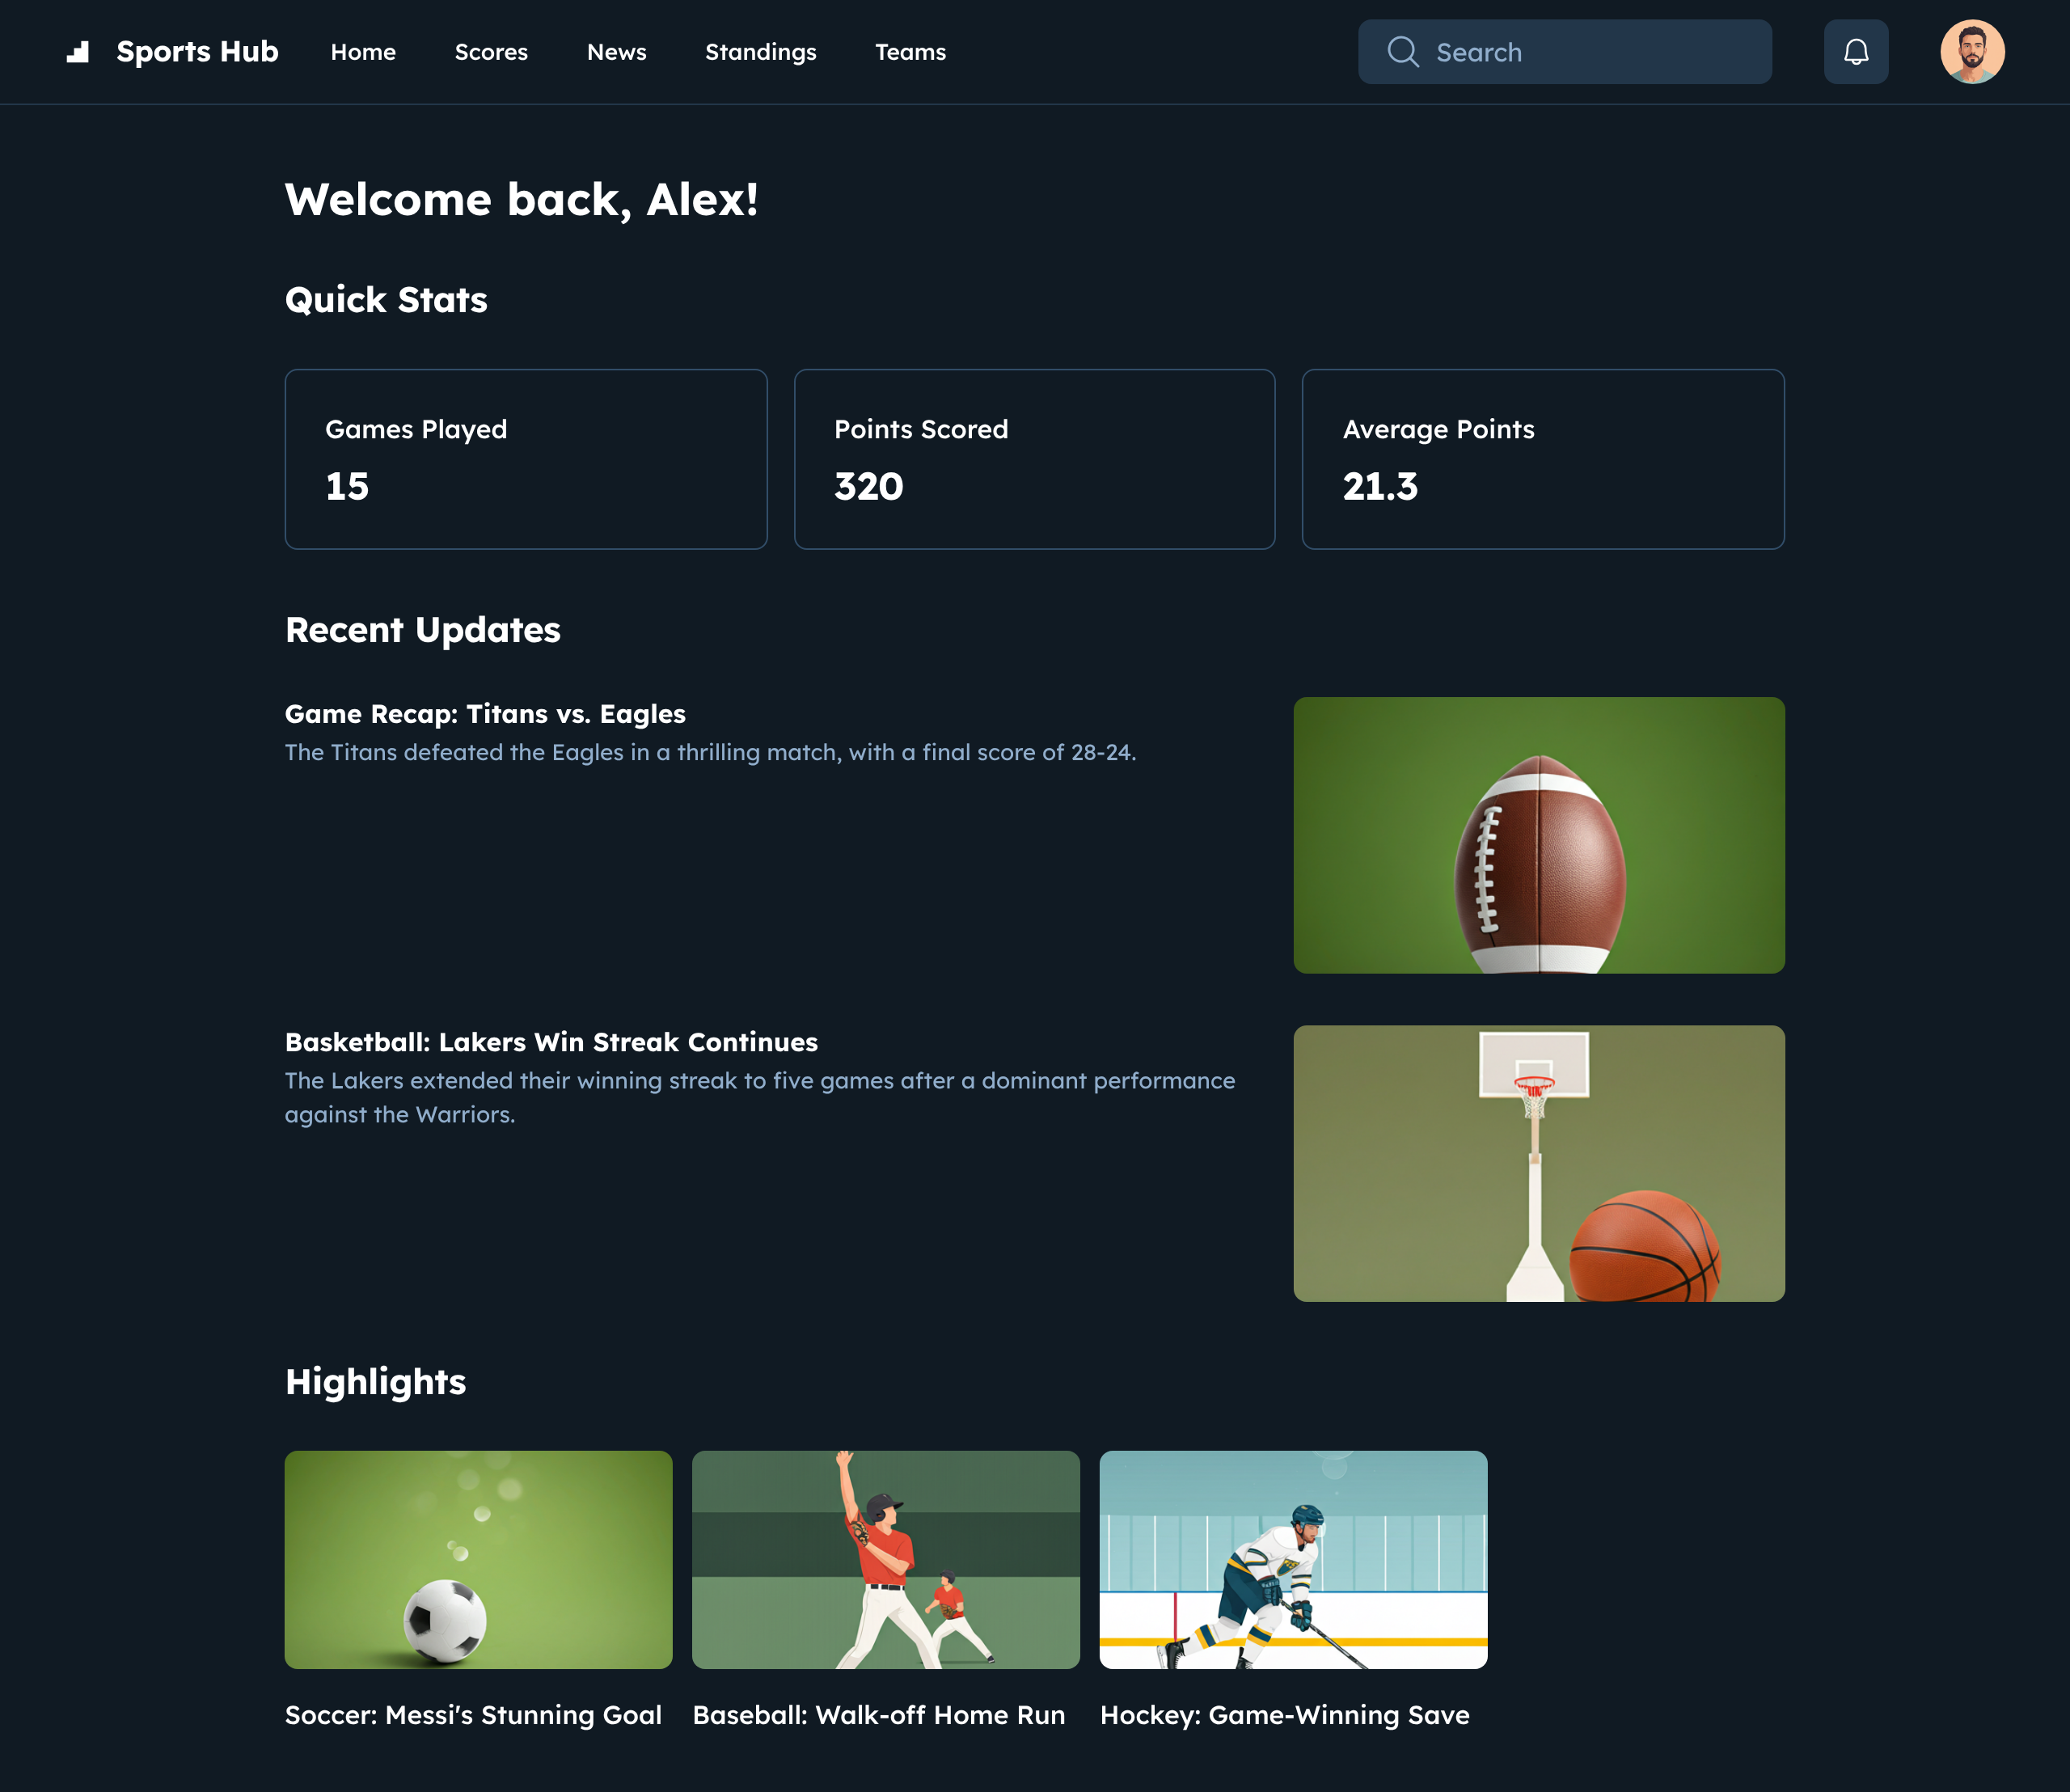 Sports Hub
Home
Scores
News
Standings
Teams
Search
Welcome back, Alex!
Quick Stats
Games Played
15
Points Scored
320
Average Points
21.3
Recent Updates
Game Recap: Titans vs. Eagles
The Titans defeated the Eagles in a thrilling match, with a final score of 28-24.
Basketball: Lakers Win Streak Continues
The Lakers extended their winning streak to five games after a dominant performance
against the Warriors.
Highlights
Soccer: Messi's Stunning Goal
Baseball: Walk-off Home Run
Hockey: Game-Winning Save